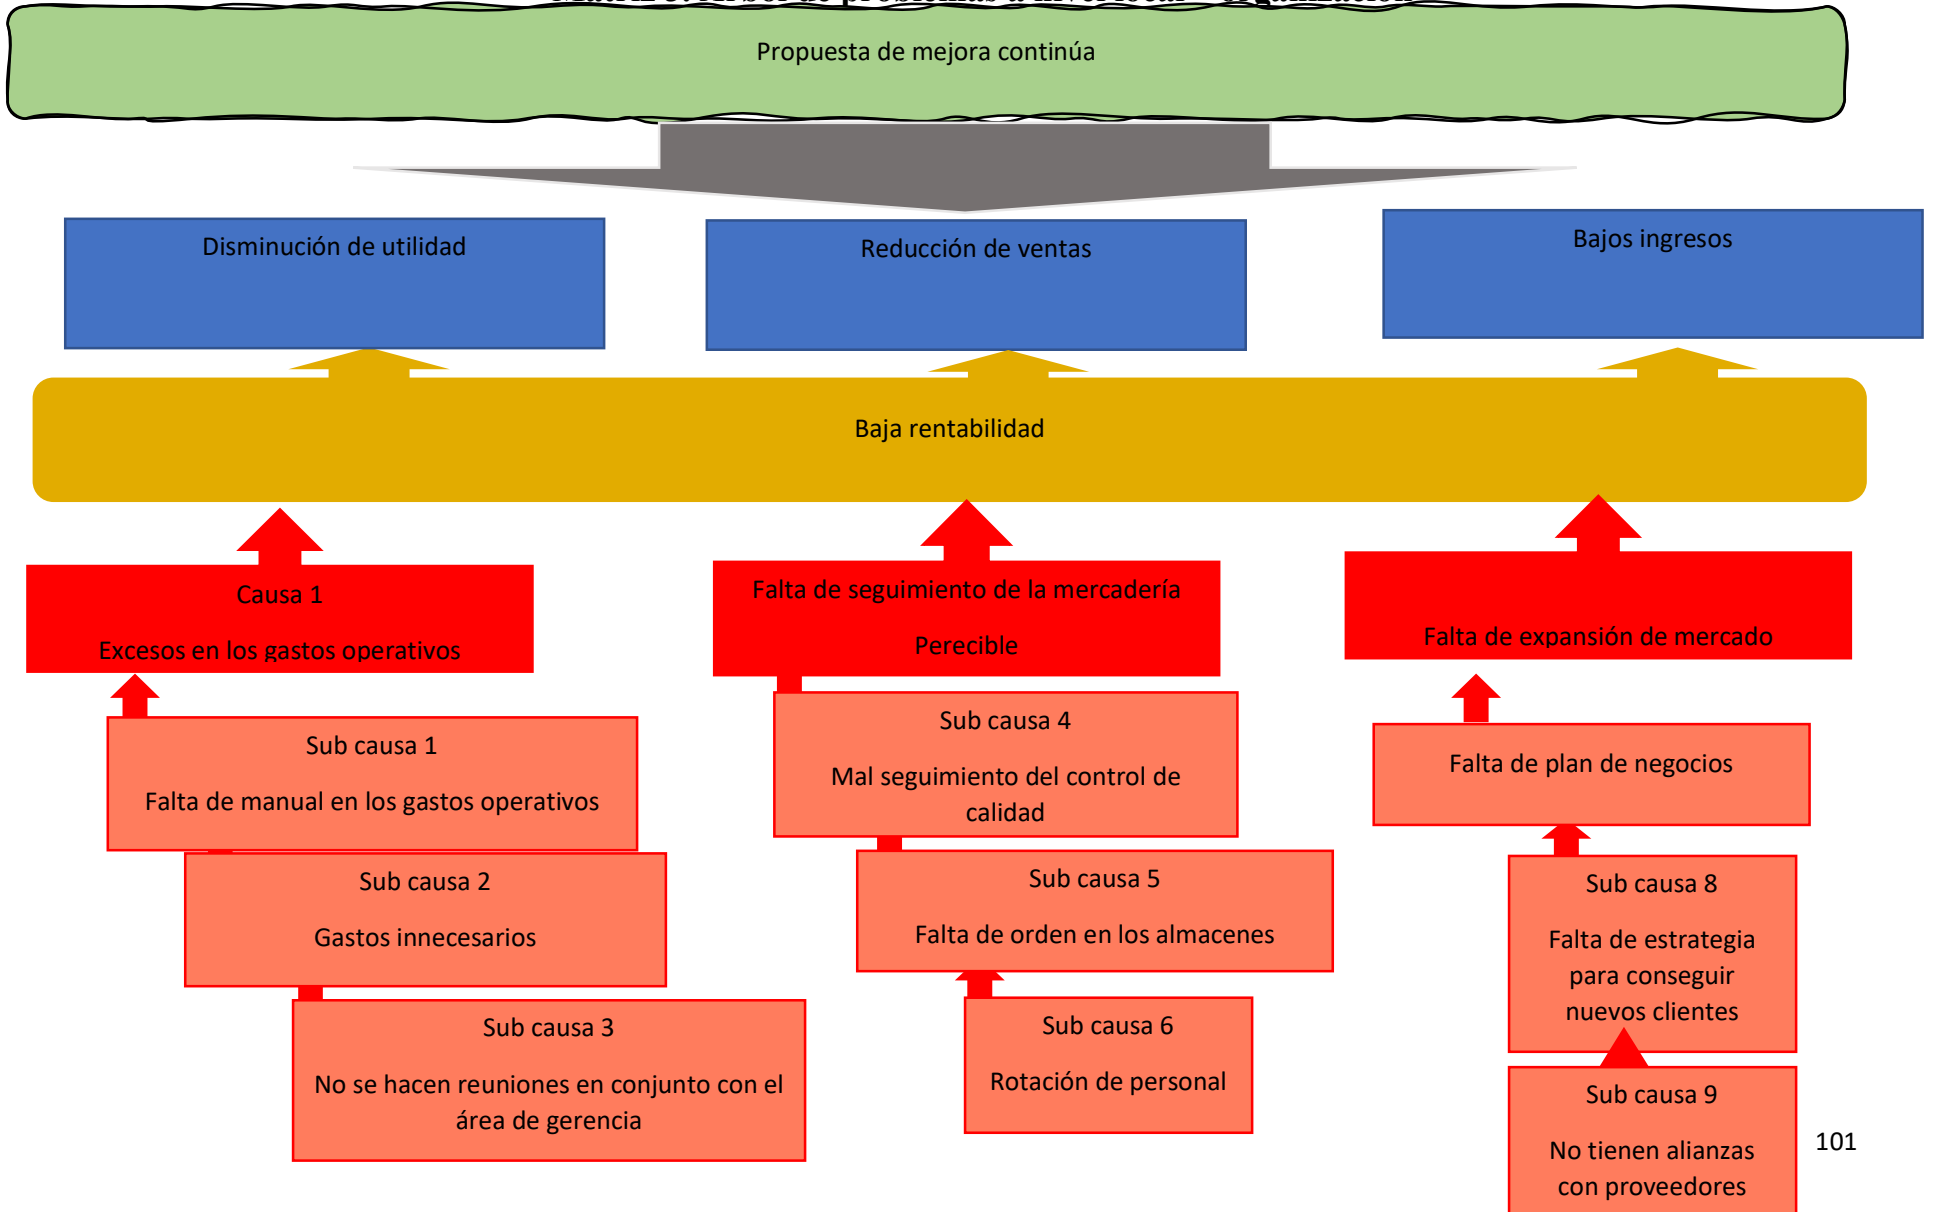 Propuesta de mejora continúa
Disminución de utilidad
Reducción de ventas
Bajos ingresos
Baja rentabilidad
Causa 1
Excesos en los gastos operativos
Falta de seguimiento de la mercadería
Perecible
Falta de expansión de mercado
Sub causa 1
Falta de manual en los gastos operativos
Sub causa 2
Gastos innecesarios
Sub causa 3
No se hacen reuniones en conjunto con el
área de gerencia
Sub causa 4
Mal seguimiento del control de
calidad
Sub causa 5
Falta de orden en los almacenes
Sub causa 6
Rotación de personal
Falta de plan de negocios
Sub causa 8
Falta de estrategia
para conseguir
nuevos clientes
Sub causa 9
No tienen alianzas
con proveedores
101